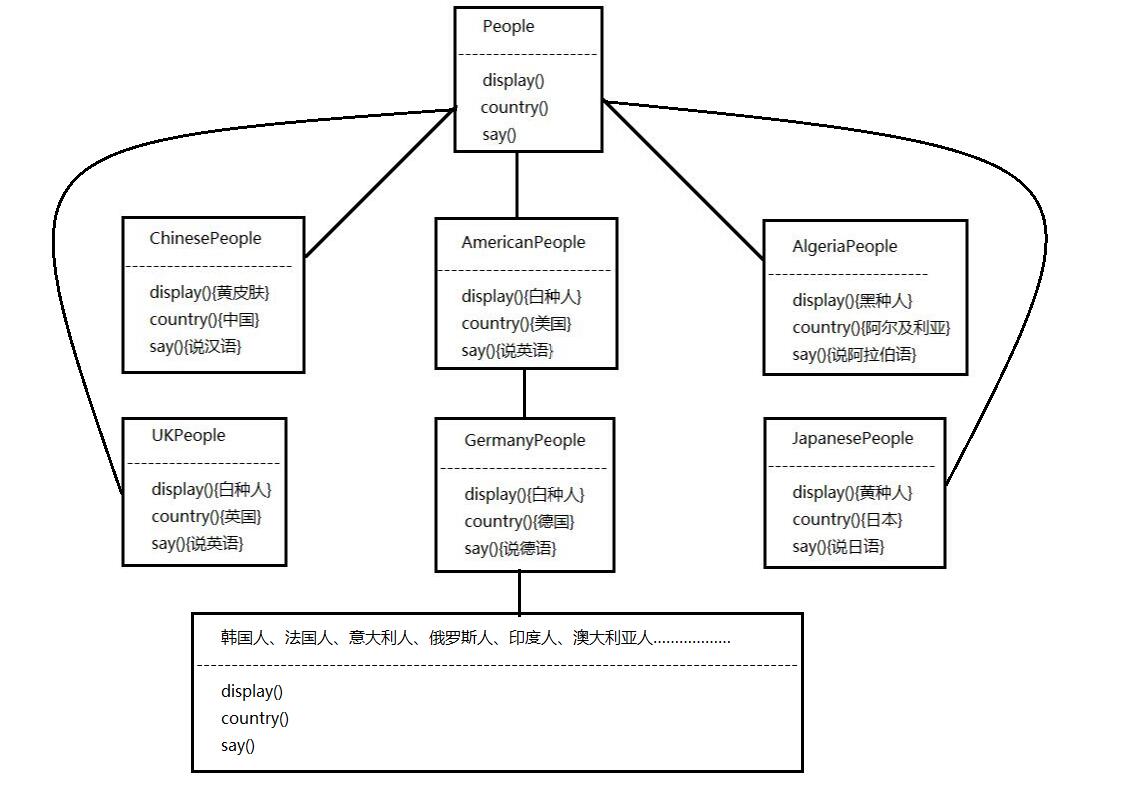 People
display()
country()
say()
ChinesePeople
display(){黄皮肤}
country(){中国}
say(){说汉语}
AmericanPeople
display(){白种人}
country(){美国}
say(){说英语}
AlgeriaPeople
display(){黑种人}
country(){阿尔及利亚}
say(){说阿拉伯语}
UKPeople
display(){白种人}
country(){英国}
say(){说英语}
GermanyPeople
display(){白种人}
country(){德国}
say(){说德语}
JapanesePeople
display(){黄种人}
country(){日本}
say(){说日语}
韩国人、法国人、意大利人、俄罗斯人、印度人、澳大利亚人..................
display()
country()
say()